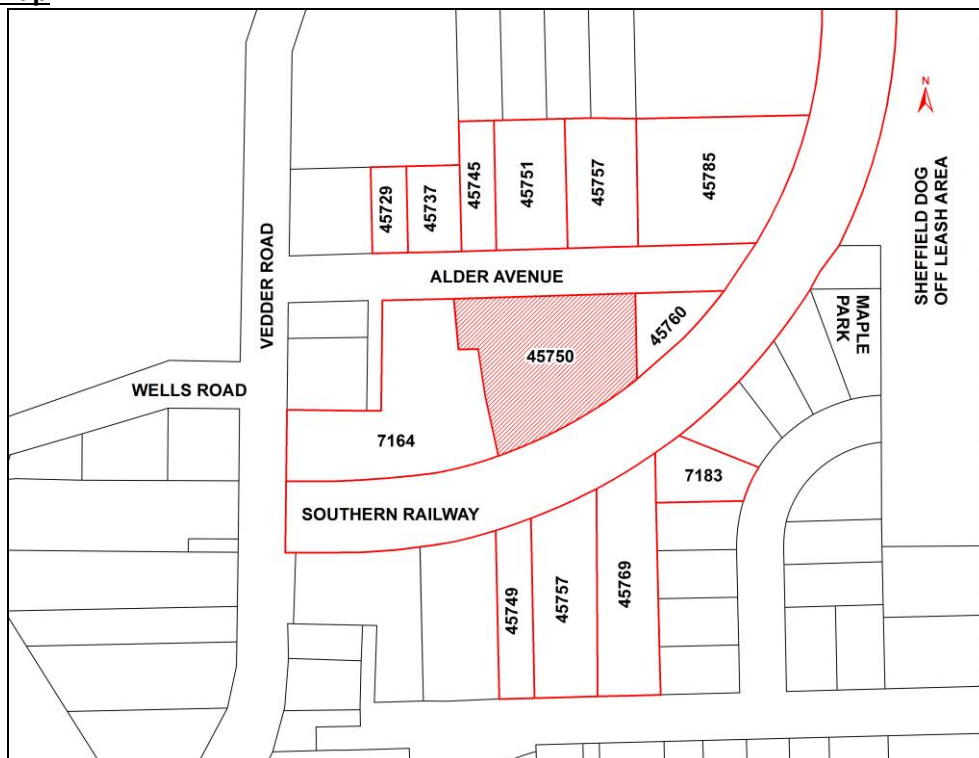 N
SHEFFIELD DOG
OFF LEASH AREA
45729
45737
45745
45751
45757
45785
VEDDER ROAD
ALDER AVENUE
MAPLE
PARK
45760
45750
WELLS ROAD
7164
7183
SOUTHERN RAILWAY
45749
45757
45769